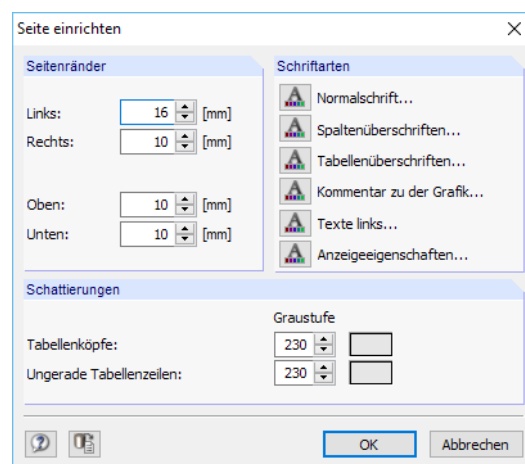 Seite einrichten
Seitenränder
Links: 16 [mm]
Rechts: 10 [mm]
Oben: 10 [mm]
Unten: 10 [mm]
Schriftarten
Normalschrift...
Spaltenüberschriften...
Tabellenüberschriften...
Kommentar zu der Grafik...
Texte links...
Anzeigeeigenschaften...
Schattierungen
Graustufe
Tabellenköpfe: 230
Ungerade Tabellenzeilen: 230
OK Abbrechen